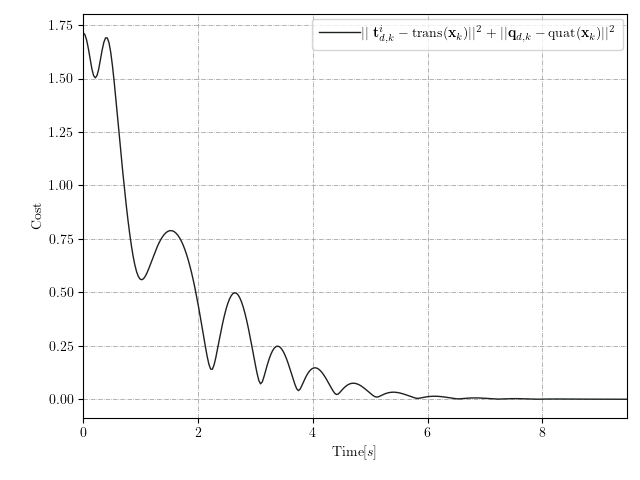 || t^i_{d,k} − trans(x_k)||² + ||q_{d,k} − quat(x_k)||²
1.75
1.50
1.25
1.00
0.75
0.50
0.25
0.00
Cost
0 2 4 6 8
Time[s]